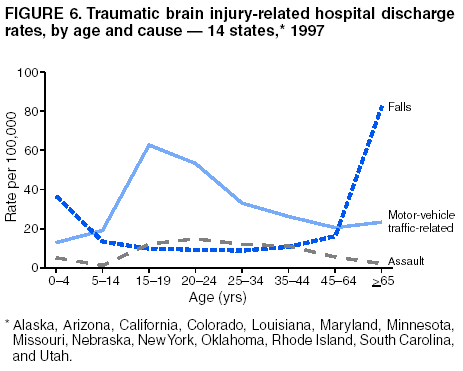 FIGURE 6. Traumatic brain injury-related hospital discharge
rates, by age and cause — 14 states,* 1997
100
80
60
40
20
0
Rate per 100,000
Falls
Motor-vehicle
traffic-related
Assault
0–4 5–14 15–19 20–24 25–34 35–44 45–64 ≥65
Age (yrs)
* Alaska, Arizona, California, Colorado, Louisiana, Maryland, Minnesota,
Missouri, Nebraska, New York, Oklahoma, Rhode Island, South Carolina,
and Utah.